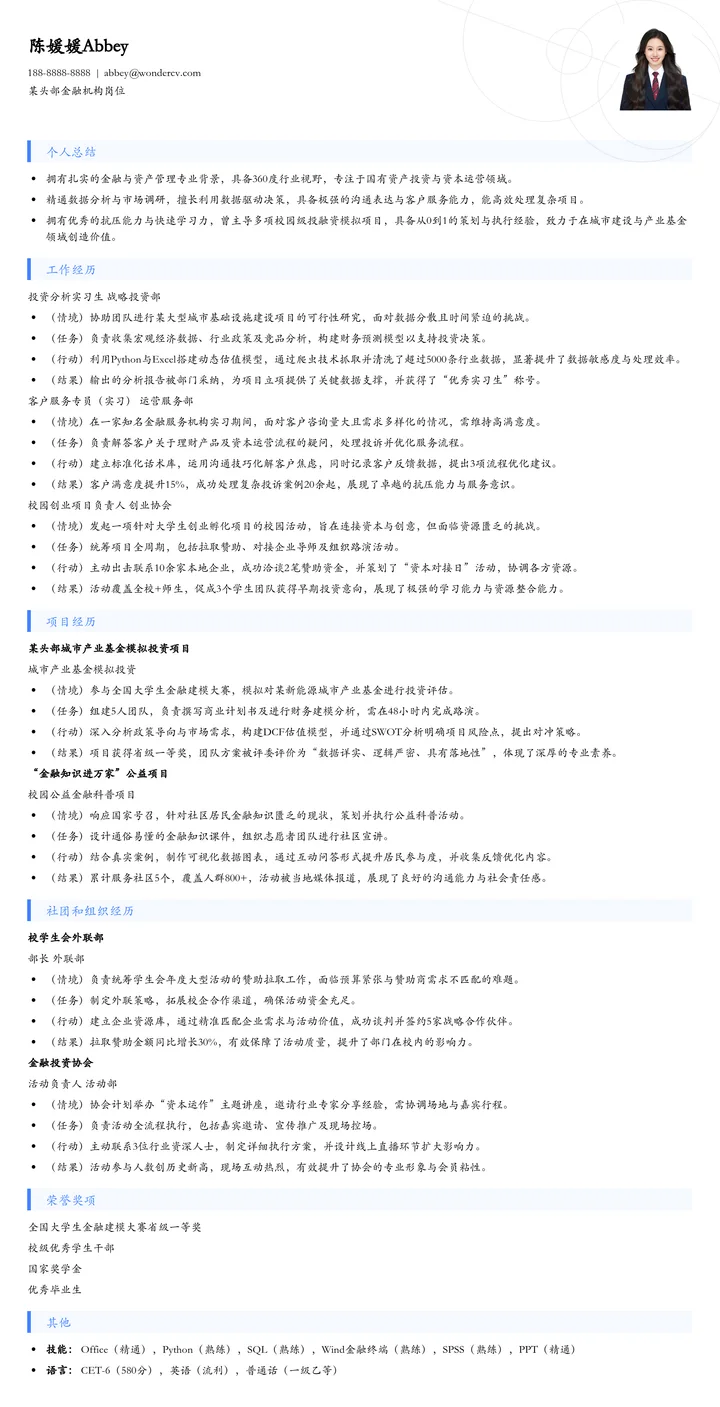 陈媛媛Abbey
188-8888-8888 | abbey@wondercv.com
某头部金融机构岗位
个人总结
• 拥有扎实的金融与资产管理专业背景，具备360度行业视野，专注于国有资产投资与资本运营领域。
• 精通数据分析与市场调研，擅长利用数据驱动决策，具备极强的沟通表达与客户服务能力，能高效处理复杂项目。
• 拥有优秀的抗压能力与快速学习力，曾主导多项校园级投融资模拟项目，具备从0到1的策划与执行经验，致力于在城市建设与产业基金
领域创造价值。
工作经历
投资分析实习生 战略投资部
• （情境）协助团队进行某大型城市基础设施建设项目的可行性研究，面对数据分散且时间紧迫的挑战。
• （任务）负责收集宏观经济数据、行业政策及竞品分析，构建财务预测模型以支持投资决策。
• （行动）利用Python与Excel搭建动态估值模型，通过爬虫技术抓取并清洗了超过5000条行业数据，显著提升了数据敏感度与处理效率。
• （结果）输出的分析报告被部门采纳，为项目立项提供了关键数据支撑，并获得了“优秀实习生”称号。
客户服务专员（实习） 运营服务部
• （情境）在一家知名金融服务机构实习期间，面对客户咨询量大且需求多样化的情况，需维持高满意度。
• （任务）负责解答客户关于理财产品及资本运营流程的疑问，处理投诉并优化服务流程。
• （行动）建立标准化话术库，运用沟通技巧化解客户焦虑，同时记录客户反馈数据，提出3项流程优化建议。
• （结果）客户满意度提升15%，成功处理复杂投诉案例20余起，展现了卓越的抗压能力与服务意识。
校园创业项目负责人 创业协会
• （情境）发起一项针对大学生创业孵化项目的校园活动，旨在连接资本与创意，但面临资源匮乏的挑战。
• （任务）统筹项目全周期，包括拉取赞助、对接企业导师及组织路演活动。
• （行动）主动出击联系10余家本地企业，成功洽谈2笔赞助资金，并策划了“资本对接日”活动，协调各方资源。
• （结果）活动覆盖全校+师生，促成3个学生团队获得早期投资意向，展现了极强的学习能力与资源整合能力。
项目经历
某头部城市产业基金模拟投资项目
城市产业基金模拟投资
• （情境）参与全国大学生金融建模大赛，模拟对某新能源城市产业基金进行投资评估。
• （任务）组建5人团队，负责撰写商业计划书及进行财务建模分析，需在48小时内完成路演。
• （行动）深入分析政策导向与市场需求，构建DCF估值模型，并通过SWOT分析明确项目风险点，提出对冲策略。
• （结果）项目获得省级一等奖，团队方案被评委评价为“数据详实、逻辑严密、具有落地性”，体现了深厚的专业素养。
“金融知识进万家”公益项目
校园公益金融科普项目
• （情境）响应国家号召，针对社区居民金融知识匮乏的现状，策划并执行公益科普活动。
• （任务）设计通俗易懂的金融知识课件，组织志愿者团队进行社区宣讲。
• （行动）结合真实案例，制作可视化数据图表，通过互动问答形式提升居民参与度，并收集反馈优化内容。
• （结果）累计服务社区5个，覆盖人群800+，活动被当地媒体报道，展现了良好的沟通能力与社会责任感。
社团和组织经历
校学生会外联部
部长 外联部
• （情境）负责统筹学生会年度大型活动的赞助拉取工作，面临预算紧张与赞助商需求不匹配的难题。
• （任务）制定外联策略，拓展校企合作渠道，确保活动资金充足。
• （行动）建立企业资源库，通过精准匹配企业需求与活动价值，成功谈判并签约5家战略合作伙伴。
• （结果）拉取赞助金额同比增长30%，有效保障了活动质量，提升了部门在校内的影响力。
金融投资协会
活动负责人 活动部
• （情境）协会计划举办“资本运作”主题讲座，邀请行业专家分享经验，需协调场地与嘉宾行程。
• （任务）负责活动全流程执行，包括嘉宾邀请、宣传推广及现场控场。
• （行动）主动联系3位行业资深人士，制定详细执行方案，并设计线上直播环节扩大影响力。
• （结果）活动参与人数创历史新高，现场互动热烈，有效提升了协会的专业形象与会员粘性。
荣誉奖项
全国大学生金融建模大赛省级一等奖
校级优秀学生干部
国家奖学金
优秀毕业生
其他
• 技能： Office（精通），Python（熟练），SQL（熟练），Wind金融终端（熟练），SPSS（熟练），PPT（精通）
• 语言： CET-6（580分），英语（流利），普通话（一级乙等）